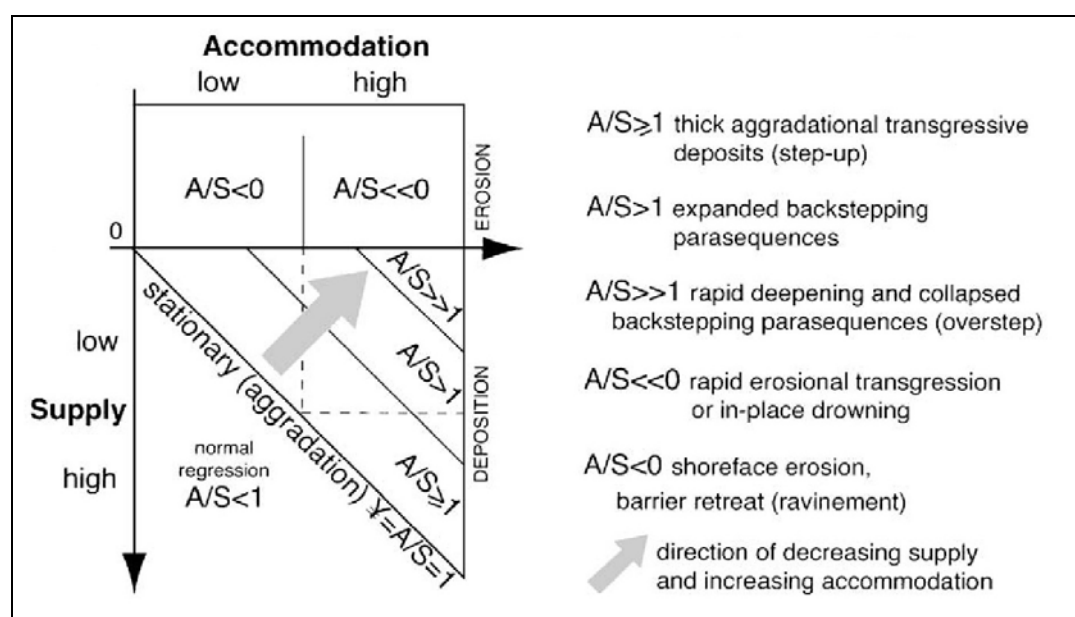 Accommodation
low high
A/S<0 A/S<<0 EROSION
0
A/S>>1
A/S>1
A/S⩾1
DEPOSITION
stationary (aggradation) ¥=A/S=1
low
Supply
high
normal
regression
A/S<1
A/S⩾1 thick aggradational transgressive
deposits (step-up)
A/S>1 expanded backstepping
parasequences
A/S>>1 rapid deepening and collapsed
backstepping parasequences (overstep)
A/S<<0 rapid erosional transgression
or in-place drowning
A/S<0 shoreface erosion,
barrier retreat (ravinement)
direction of decreasing supply
and increasing accommodation